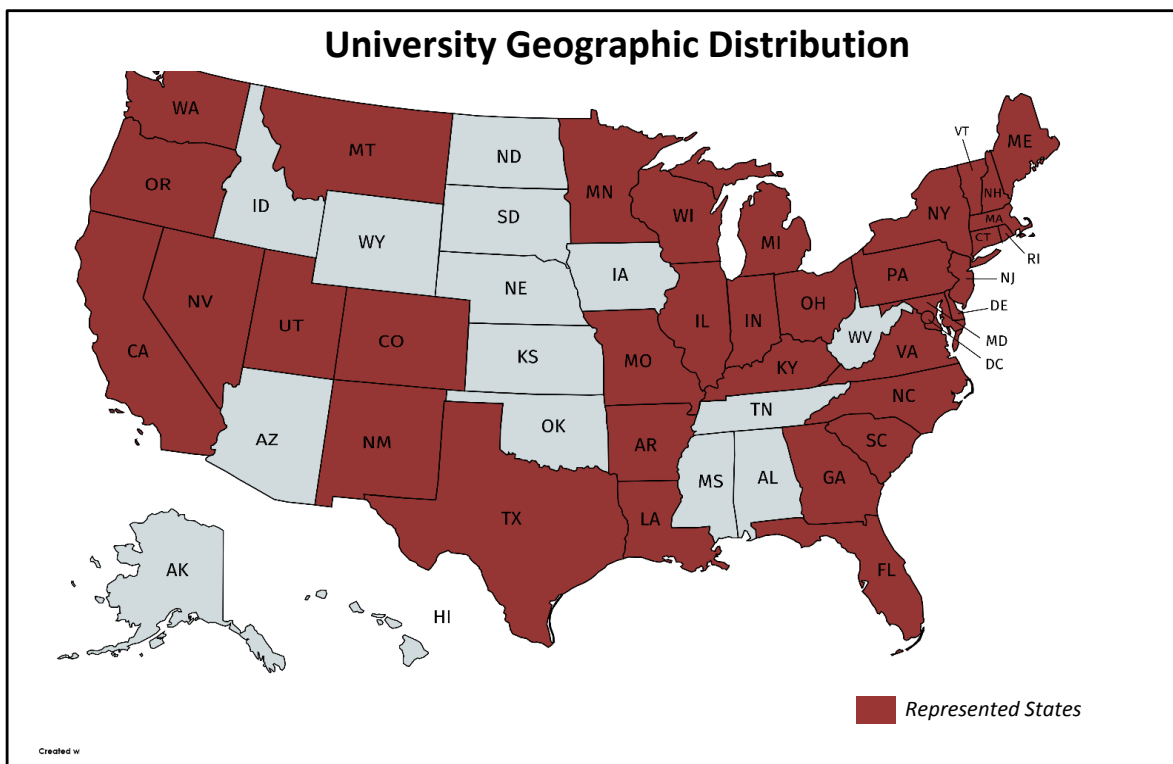 University Geographic Distribution
WA
MT
ND
MN
VT
ME
OR
ID
SD
WI
MI
NY
NH
MA
CT
RI
WY
IA
PA
NJ
NV
NE
IL
IN
OH
DE
UT
CO
WV
MD
CA
KS
MO
KY
VA
DC
AZ
NM
OK
AR
TN
NC
MS
AL
GA
SC
TX
LA
FL
AK
HI
Represented States
Created w